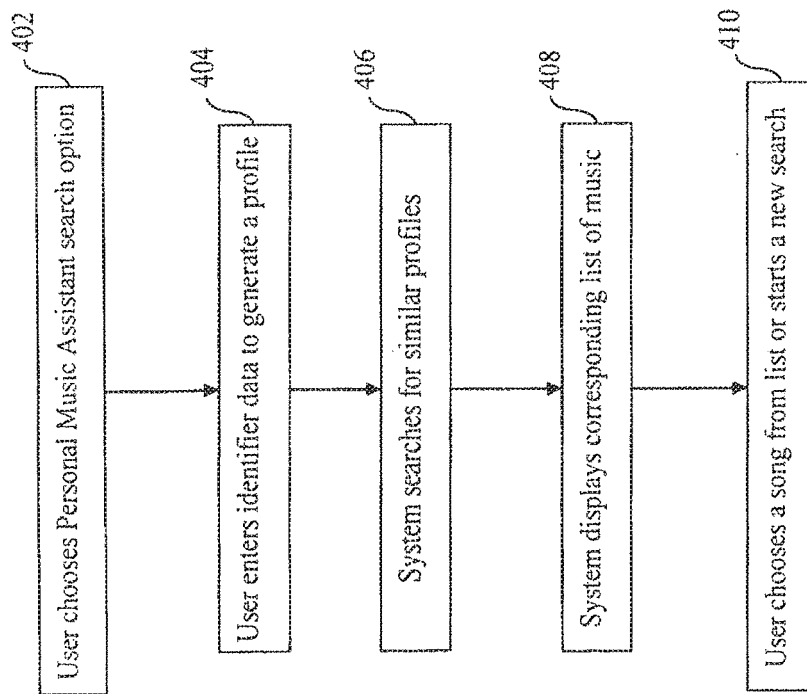 402
User chooses Personal Music Assistant search option
404
User enters identifier data to generate a profile
406
System searches for similar profiles
408
System displays corresponding list of music
410
User chooses a song from list or starts a new search